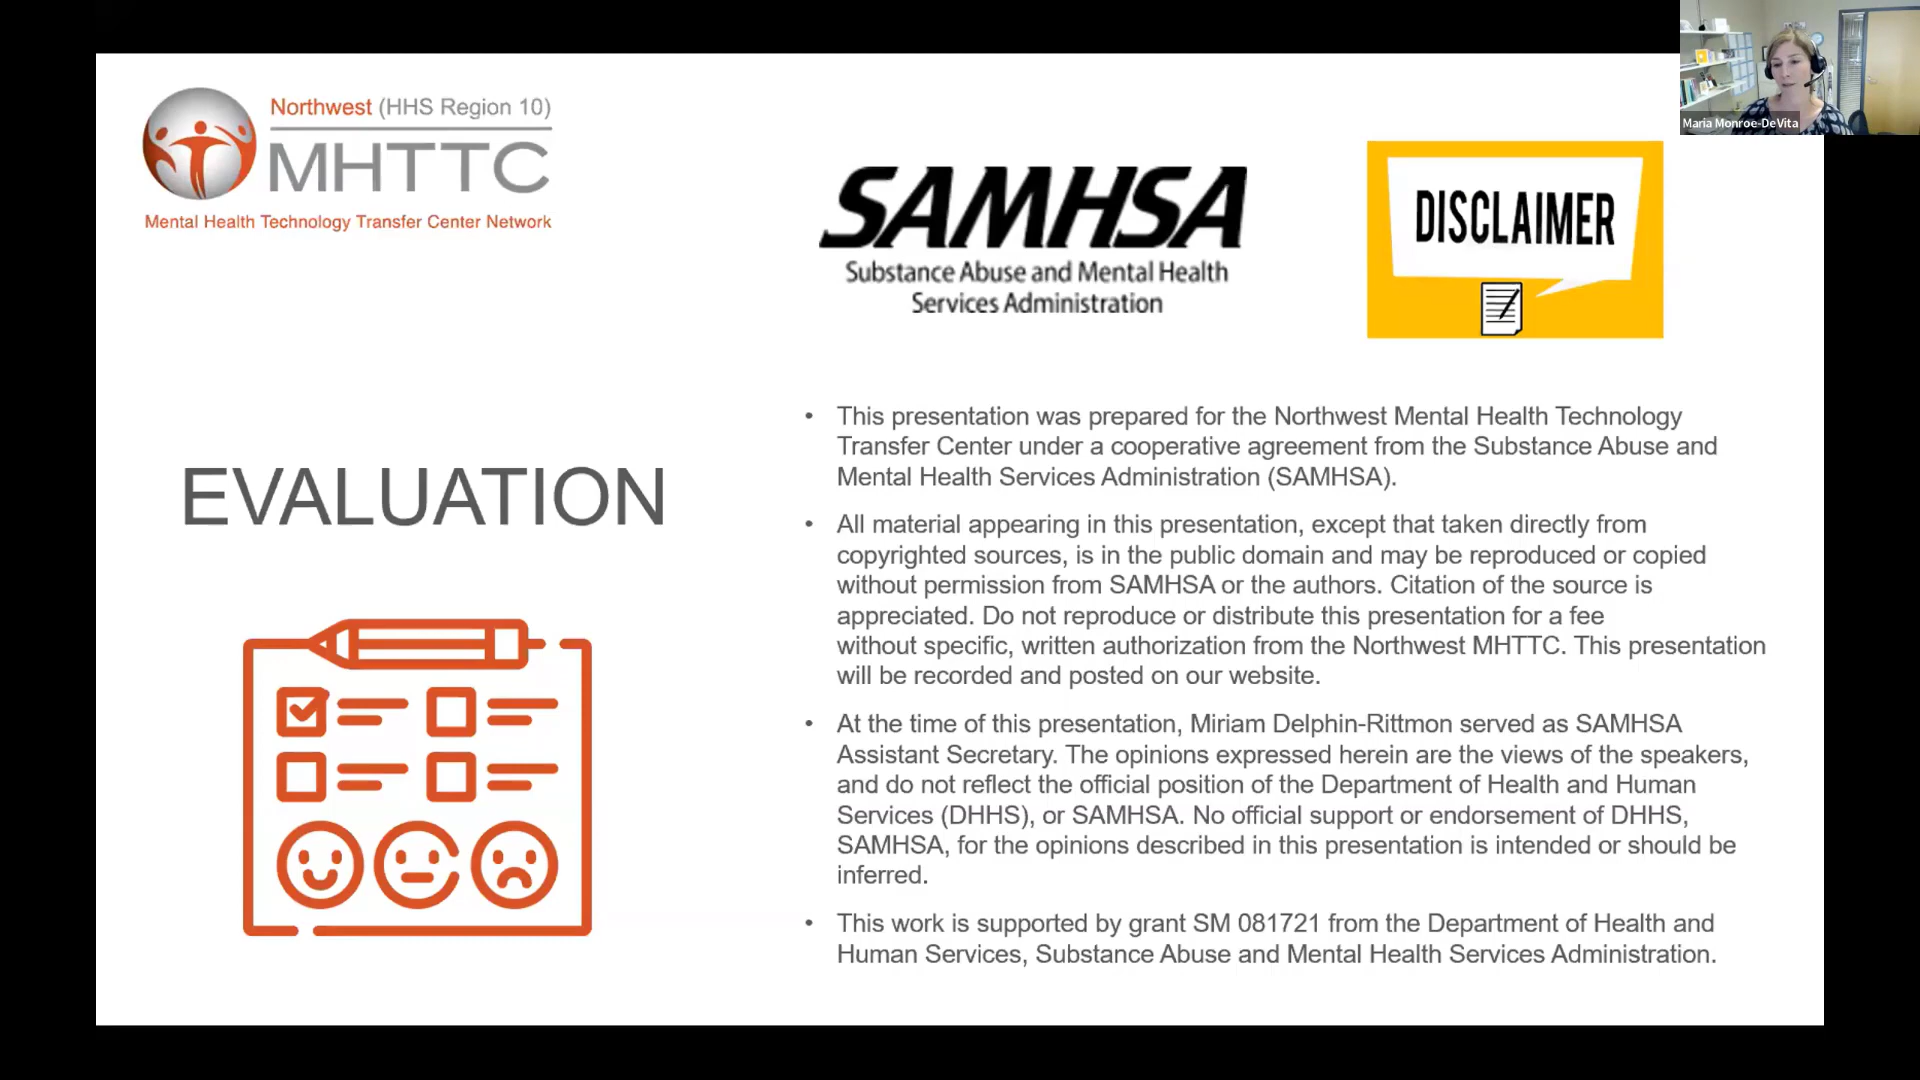 Northwest (HHS Region 10)
MHTTC
Mental Health Technology Transfer Center Network
SAMHSA
Substance Abuse and Mental Health
Services Administration
DISCLAIMER
Maria Monroe-DeVita
EVALUATION
• This presentation was prepared for the Northwest Mental Health Technology
Transfer Center under a cooperative agreement from the Substance Abuse and
Mental Health Services Administration (SAMHSA).
• All material appearing in this presentation, except that taken directly from
copyrighted sources, is in the public domain and may be reproduced or copied
without permission from SAMHSA or the authors. Citation of the source is
appreciated. Do not reproduce or distribute this presentation for a fee
without specific, written authorization from the Northwest MHTTC. This presentation
will be recorded and posted on our website.
• At the time of this presentation, Miriam Delphin-Rittmon served as SAMHSA
Assistant Secretary. The opinions expressed herein are the views of the speakers,
and do not reflect the official position of the Department of Health and Human
Services (DHHS), or SAMHSA. No official support or endorsement of DHHS,
SAMHSA, for the opinions described in this presentation is intended or should be
inferred.
• This work is supported by grant SM 081721 from the Department of Health and
Human Services, Substance Abuse and Mental Health Services Administration.